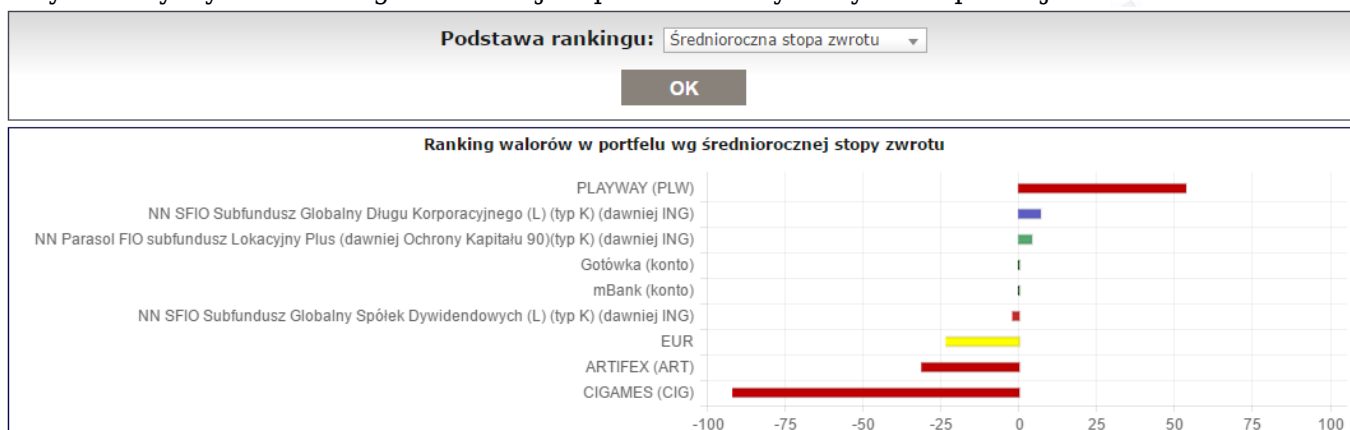 Podstawa rankingu: Średnioroczna stopa zwrotu
OK
Ranking walorów w portfelu wg średniorocznej stopy zwrotu
PLAYWAY (PLW)
NN SFIO Subfundusz Globalny Długu Korporacyjnego (L) (typ K) (dawniej ING)
NN Parasol FIO subfundusz Lokacyjny Plus (dawniej Ochrony Kapitału 90)(typ K) (dawniej ING)
Gotówka (konto)
mBank (konto)
NN SFIO Subfundusz Globalny Spółek Dywidendowych (L) (typ K) (dawniej ING)
EUR
ARTIFEX (ART)
CIGAMES (CIG)
-100 -75 -50 -25 0 25 50 75 100